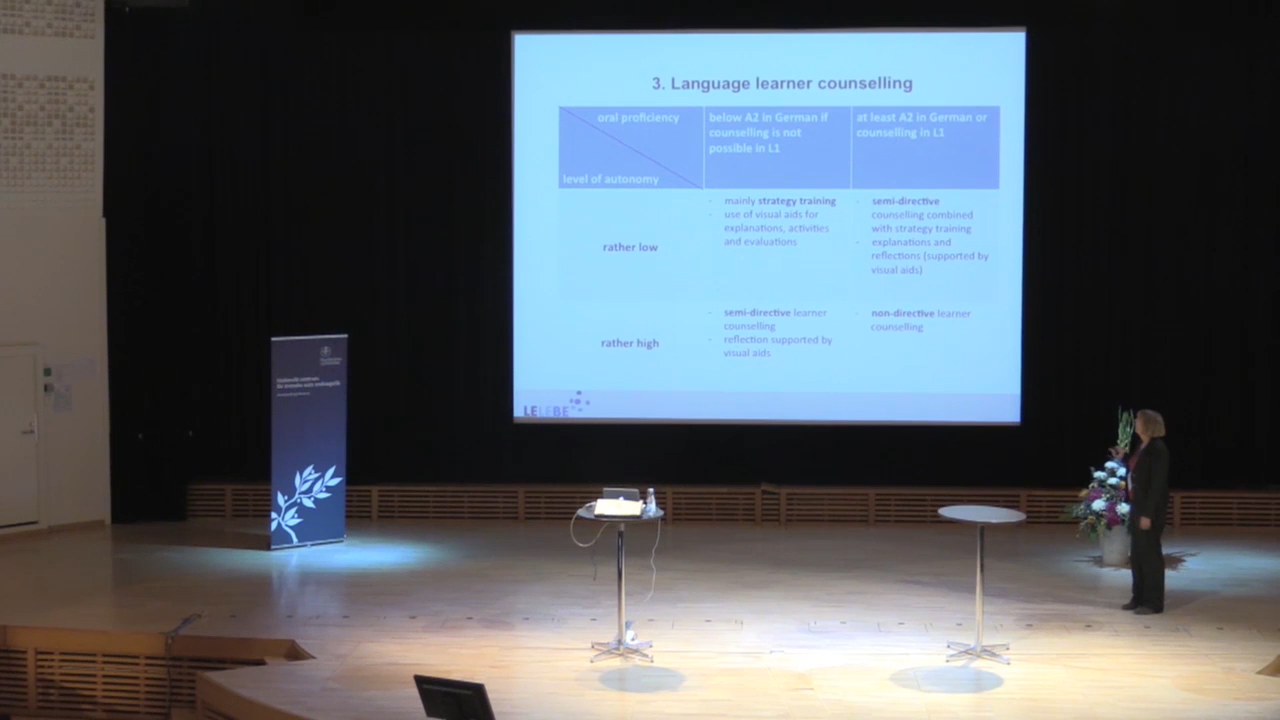 3. Language learner counselling
oral proficiency
level of autonomy
below A2 in German if
counselling is not
possible in L1
at least A2 in German or
counselling in L1
rather low
- mainly strategy training
- use of visual aids for
explanations, activities
and evaluations
- semi-directive
counselling combined
with strategy training
- explanations and
reflections (supported by
visual aids)
rather high
- semi-directive learner
counselling
- reflection supported by
visual aids
- non-directive learner
counselling
LELEBE